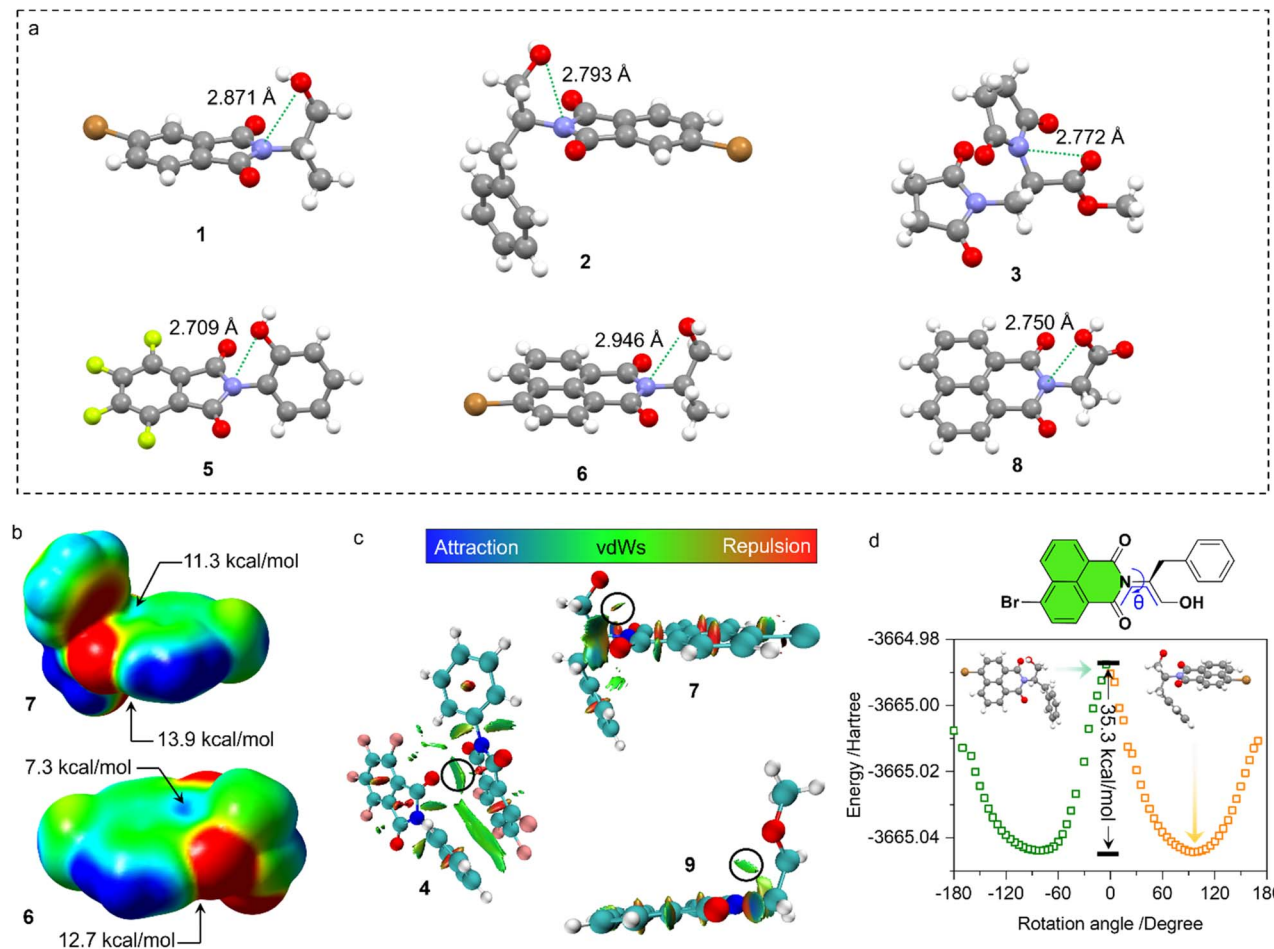 a
2.871 Å
2.793 Å
2.772 Å
1
2
3
2.709 Å
2.946 Å
2.750 Å
5
6
8
b
11.3 kcal/mol
7
13.9 kcal/mol
7.3 kcal/mol
6
12.7 kcal/mol
c
Attraction vdWs Repulsion
7
4
9
d
O
N
θ
Br
OH
O
Energy /Hartree
-3664.98
-3665.00
-3665.02
-3665.04
35.3 kcal/mol
-180 -120 -60 0 60 120 180
Rotation angle /Degree